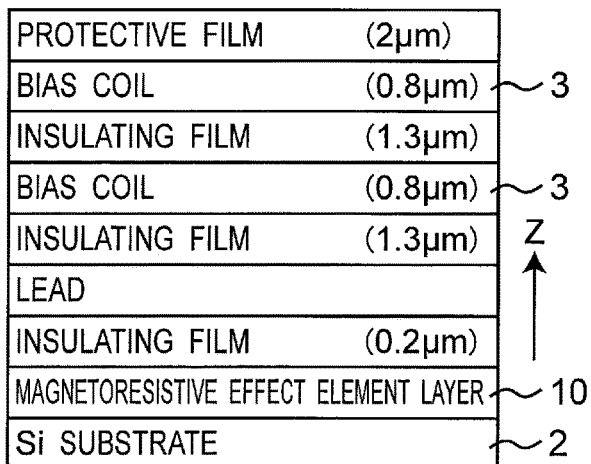 PROTECTIVE FILM (2μm)
BIAS COIL (0.8μm) 3
INSULATING FILM (1.3μm)
BIAS COIL (0.8μm) 3
INSULATING FILM (1.3μm) Z
LEAD
INSULATING FILM (0.2μm)
MAGNETORESISTIVE EFFECT ELEMENT LAYER 10
Si SUBSTRATE 2